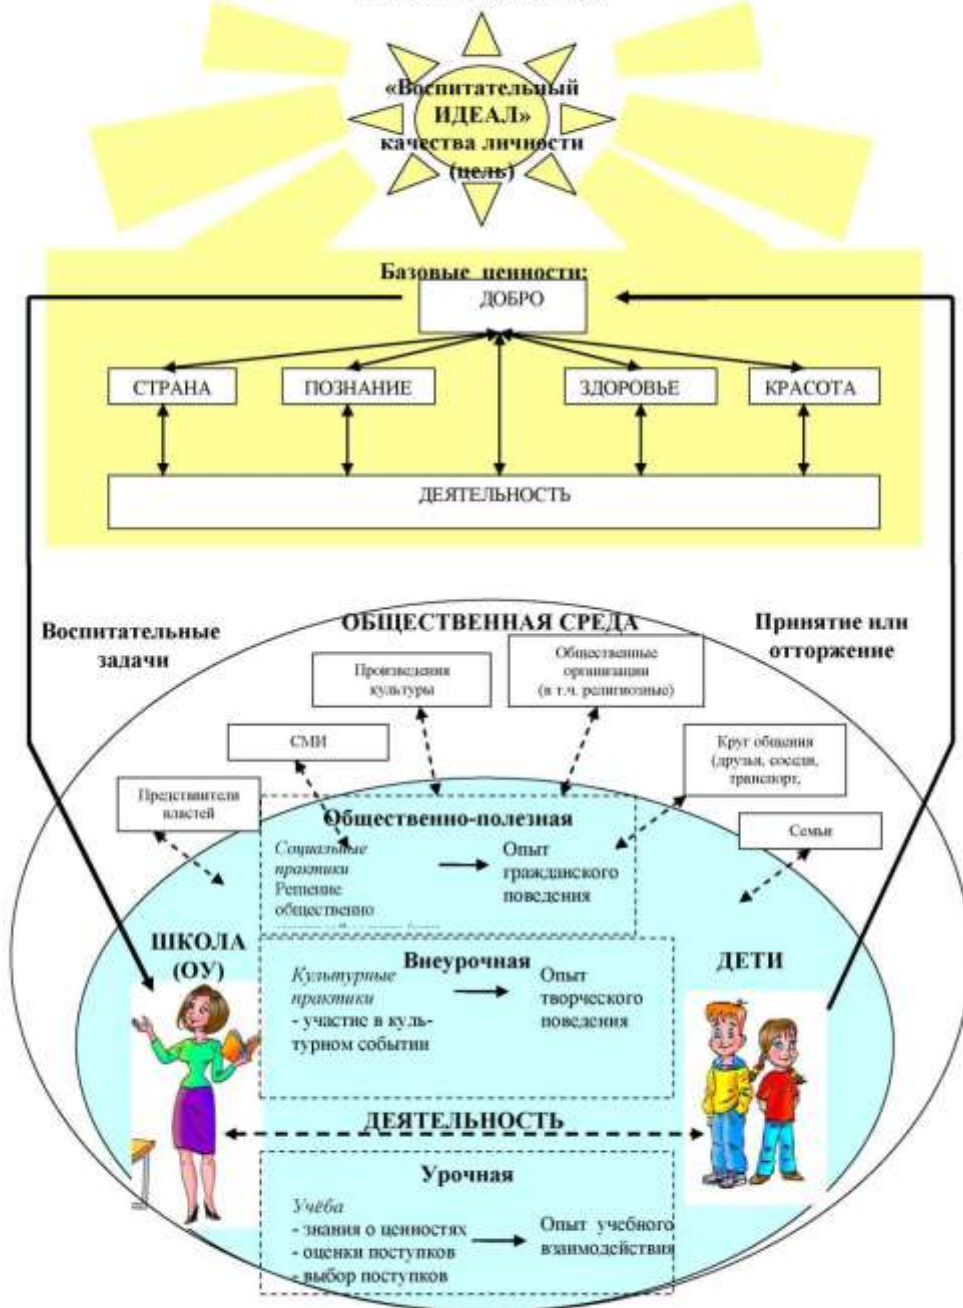 «Воспитательный
ИДЕАЛ»
качества личности
(цель)
Базовые ценности:
ДОБРО
СТРАНА
ПОЗНАНИЕ
ЗДОРОВЬЕ
КРАСОТА
ДЕЯТЕЛЬНОСТЬ
Воспитательные
задачи
ОБЩЕСТВЕННАЯ СРЕДА
Принятие или
отторжение
Произведения
культуры
Общественные
организации
(в т.ч. религиозные)
СМИ
Круг общения
(друзья, соседи,
транспорт,
Представители
властей
Семьи
Общественно-полезная
Социальные
практики
Решение
общественно
Опыт
гражданского
поведения
ШКОЛА
(ОУ)
Внеурочная
Культурные
практики
- участие в куль-
турном событии
Опыт
творческого
поведения
ДЕТИ
ДЕЯТЕЛЬНОСТЬ
Урочная
Учёба
- знания о ценностях
- оценки поступков
- выбор поступков
Опыт учебного
взаимодействия